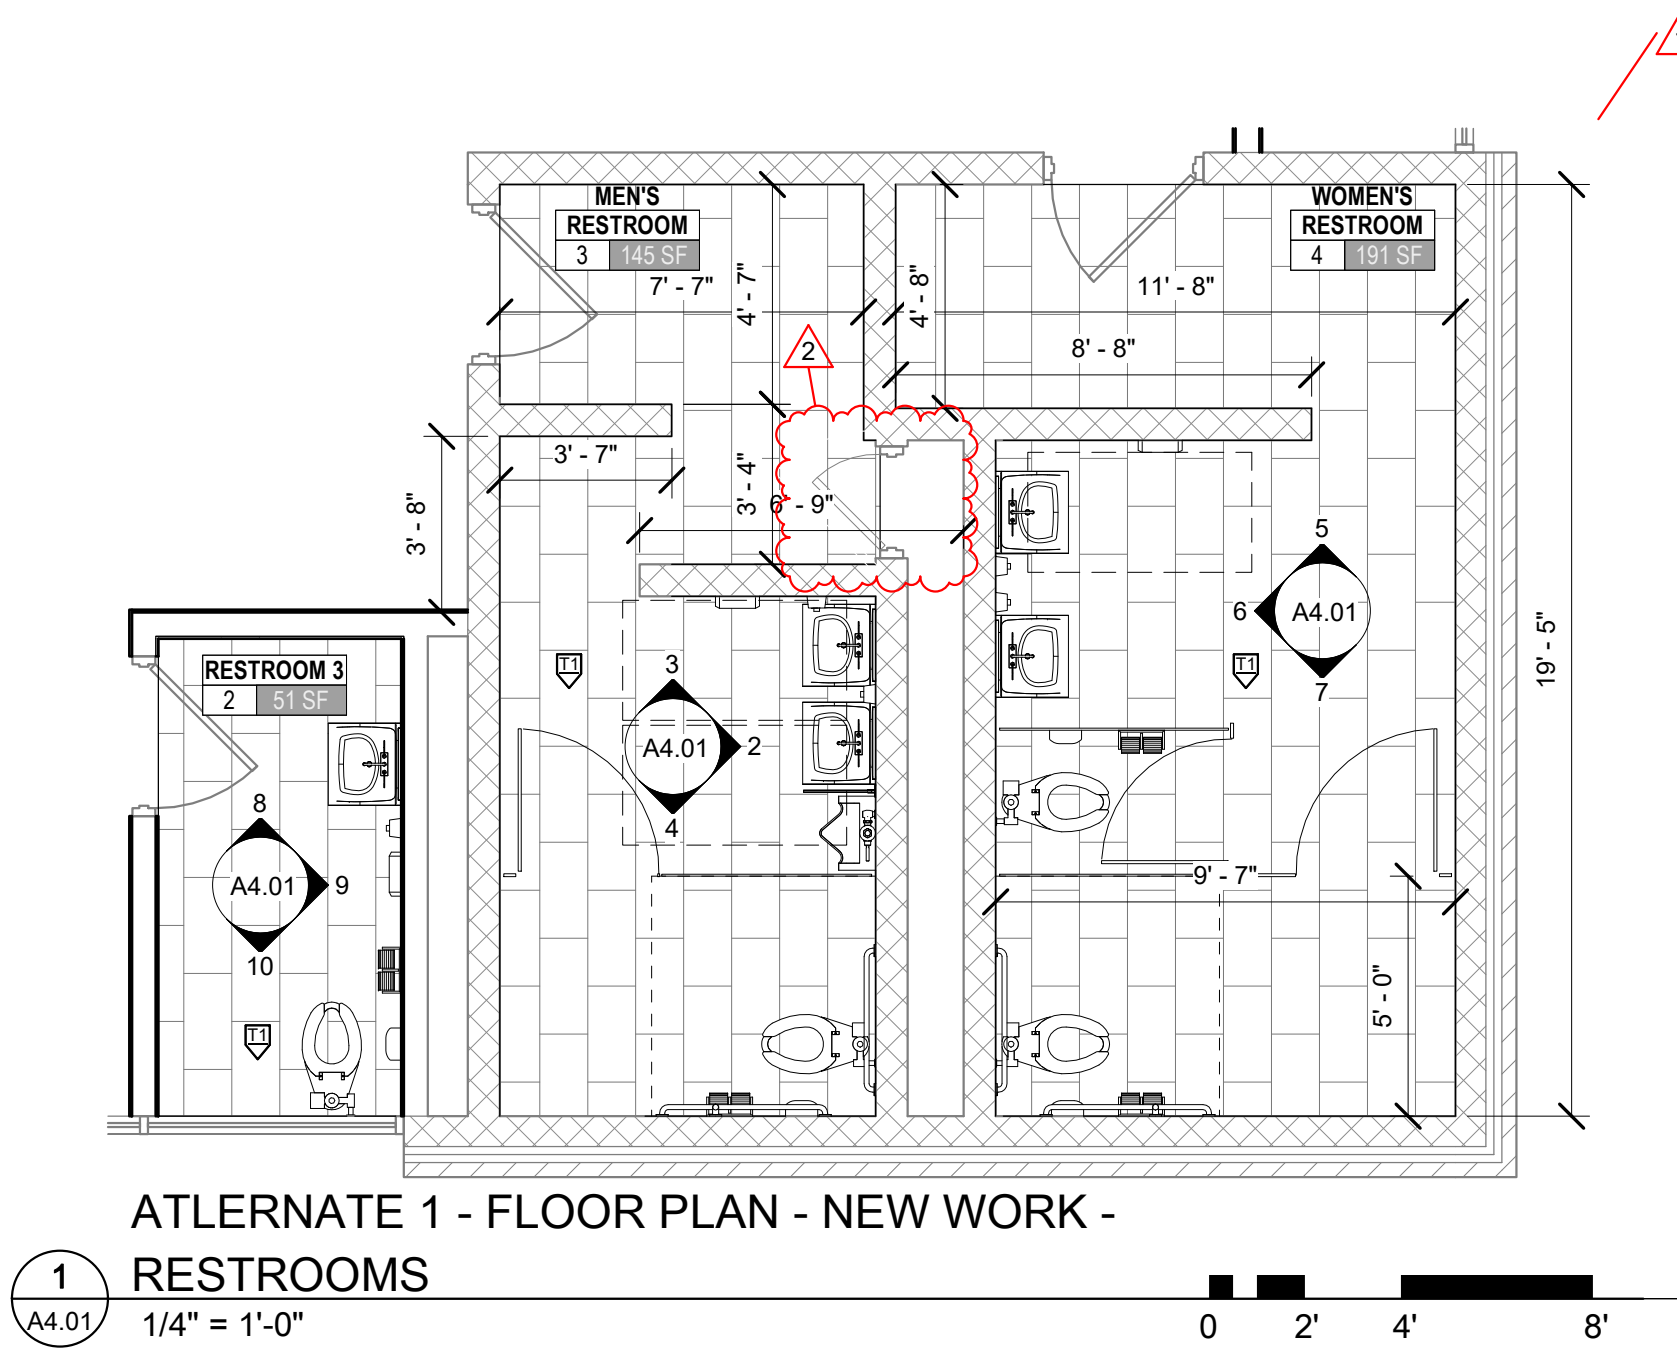 MEN'S
RESTROOM
3 145 SF
WOMEN'S
RESTROOM
4 191 SF
7' - 7"
4' - 7"
4' - 8"
11' - 8"
8' - 8"
2
3' - 7"
3' - 4"
6' - 9"
3' - 8"
5
6 A4.01
7
19' - 5"
T1
T1
RESTROOM 3
2 51 SF
3
A4.01 2
4
8
A4.01 9
10
T1
9' - 7"
5' - 0"
ATLERNATE 1 - FLOOR PLAN - NEW WORK -
RESTROOMS
1
A4.01
1/4" = 1'-0"
0 2' 4' 8'